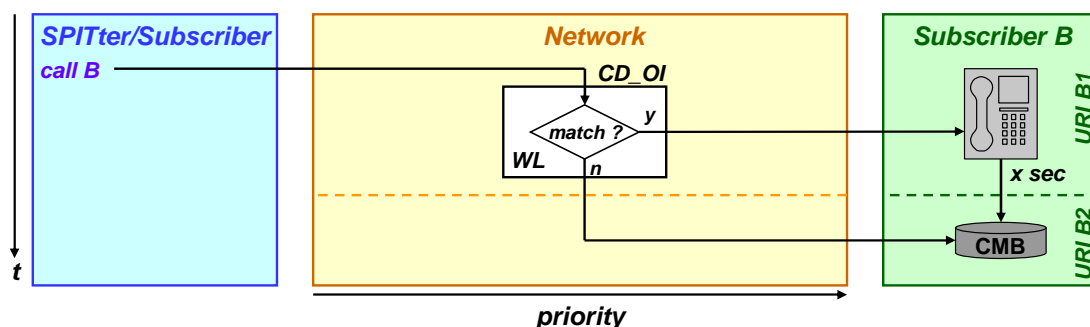 SPITter/Subscriber
Network
Subscriber B
call B
CD_OI
match ?
y
WL
n
URI B1
x sec
CMB
URI B2
t
priority